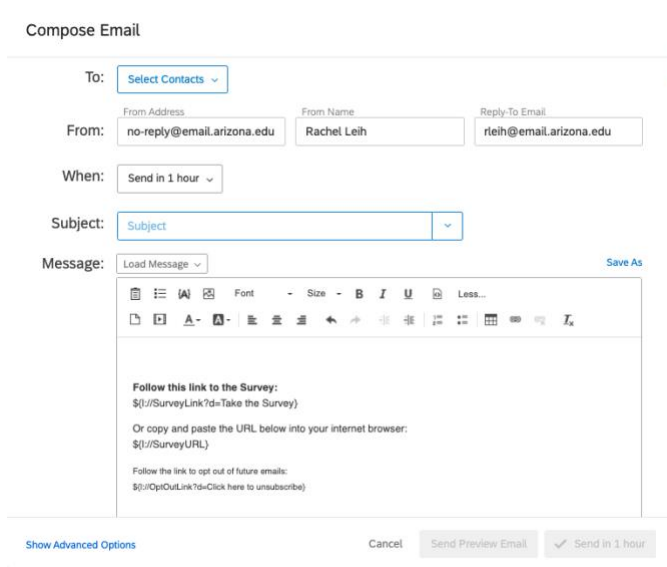 Compose Email
To: Select Contacts
From Address From Name Reply-To Email
From: no-reply@email.arizona.edu Rachel Leih rleih@email.arizona.edu
When: Send in 1 hour
Subject: Subject
Message: Load Message Save As
Font - Size - B I U Less...
A - A - Tx
Follow this link to the Survey:
${l://SurveyLink?d=Take the Survey}
Or copy and paste the URL below into your internet browser:
${l://SurveyURL}
Follow the link to opt out of future emails:
${l://OptOutLink?d=Click here to unsubscribe}
Show Advanced Options Cancel Send Preview Email Send in 1 hour